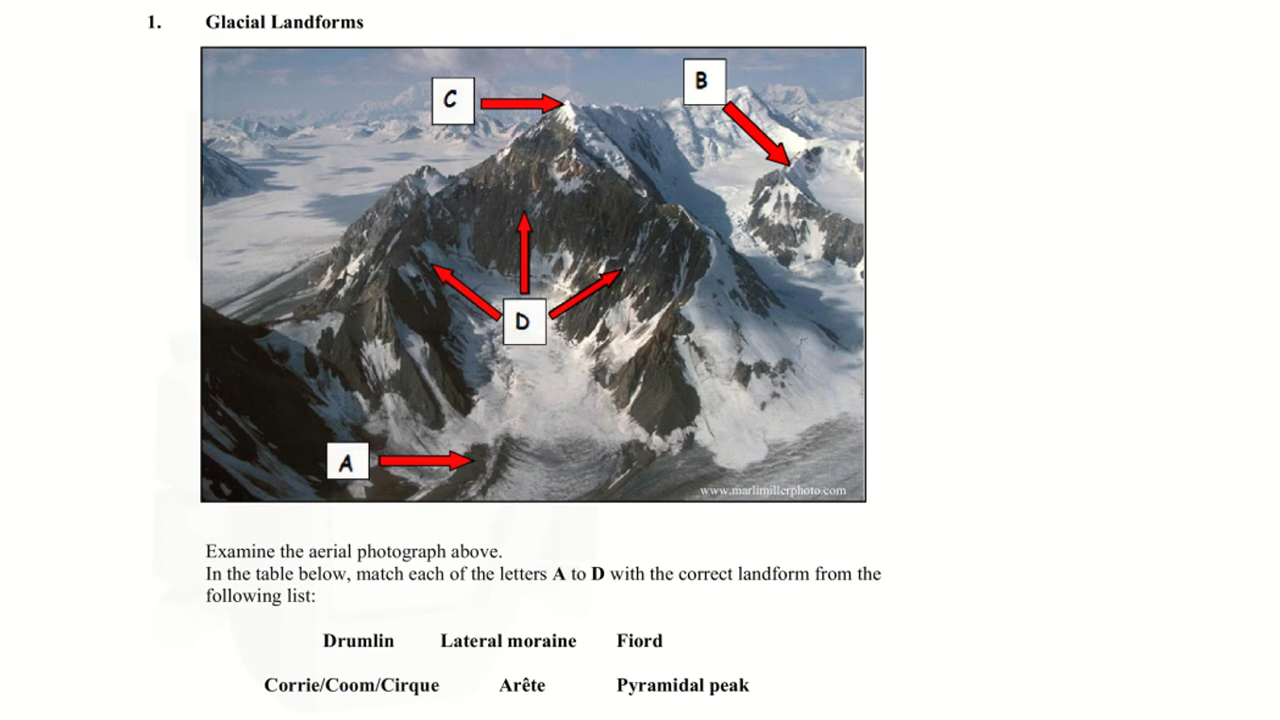 1. Glacial Landforms
C
B
D
A
www.marlimillerphoto.com
Examine the aerial photograph above.
In the table below, match each of the letters A to D with the correct landform from the
following list:
Drumlin Lateral moraine Fiord
Corrie/Coom/Cirque Arête Pyramidal peak